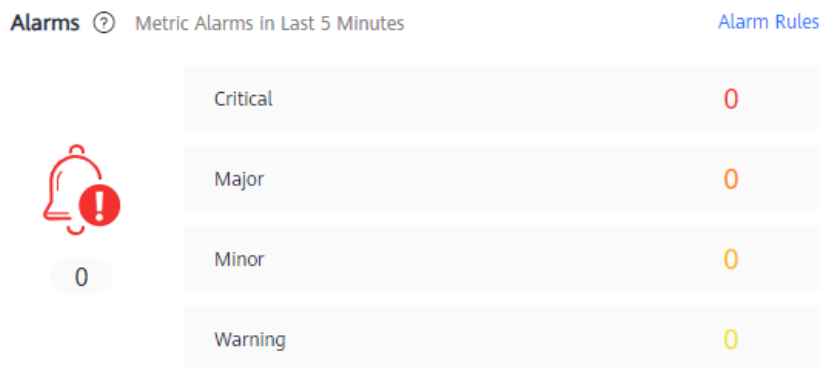 Alarms ? Metric Alarms in Last 5 Minutes Alarm Rules
Critical 0
Major 0
! 
Minor 0
0
Warning 0